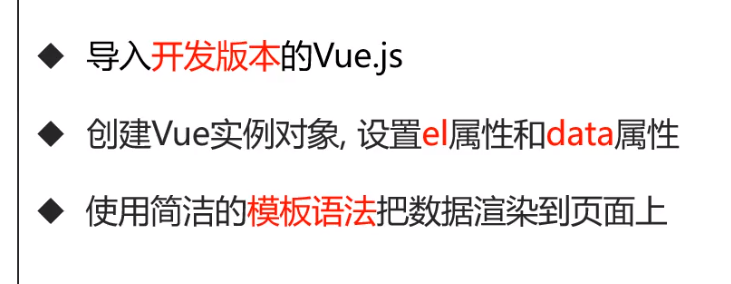 ◆ 导入开发版本的Vue.js
◆ 创建Vue实例对象, 设置el属性和data属性
◆ 使用简洁的模板语法把数据渲染到页面上